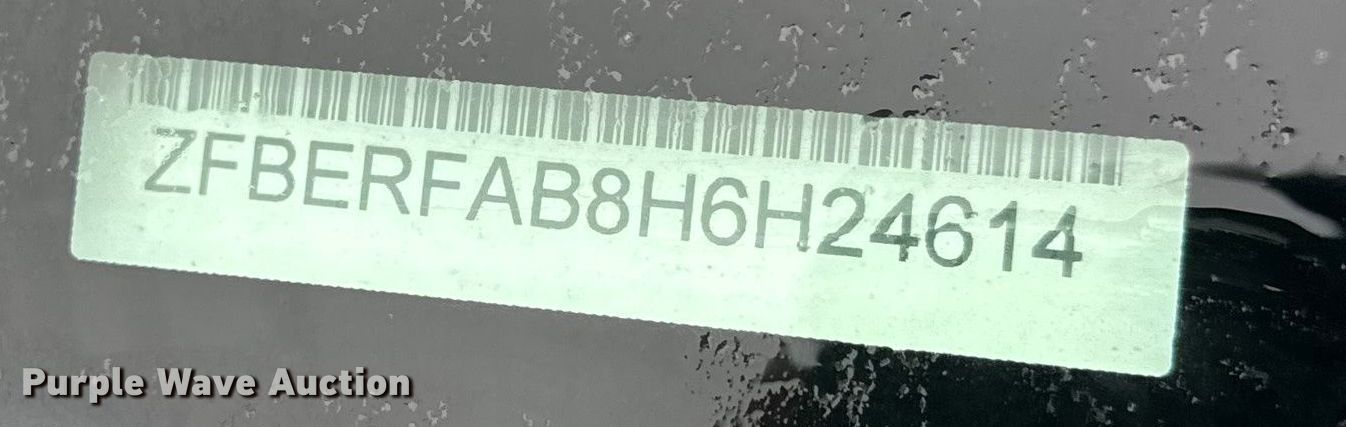 ZFBERFAB8H6H24614
Purple Wave Auction